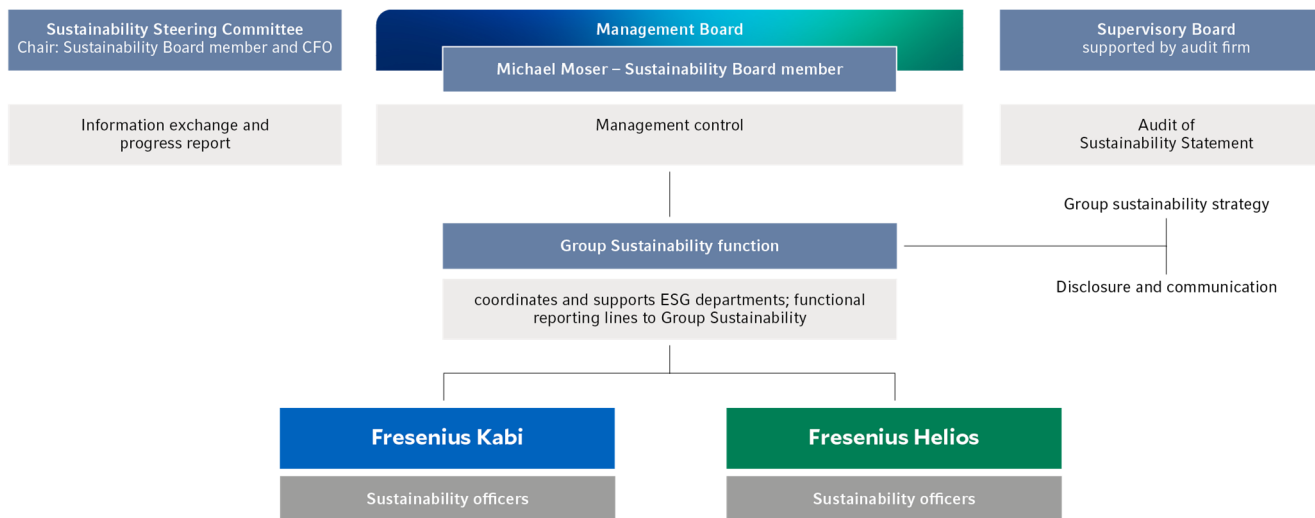 Sustainability Steering Committee
Chair: Sustainability Board member and CFO
Management Board
Michael Moser – Sustainability Board member
Supervisory Board
supported by audit firm
Information exchange and
progress report
Management control
Audit of
Sustainability Statement
Group sustainability strategy
Group Sustainability function
Disclosure and communication
coordinates and supports ESG departments; functional
reporting lines to Group Sustainability
Fresenius Kabi
Fresenius Helios
Sustainability officers
Sustainability officers